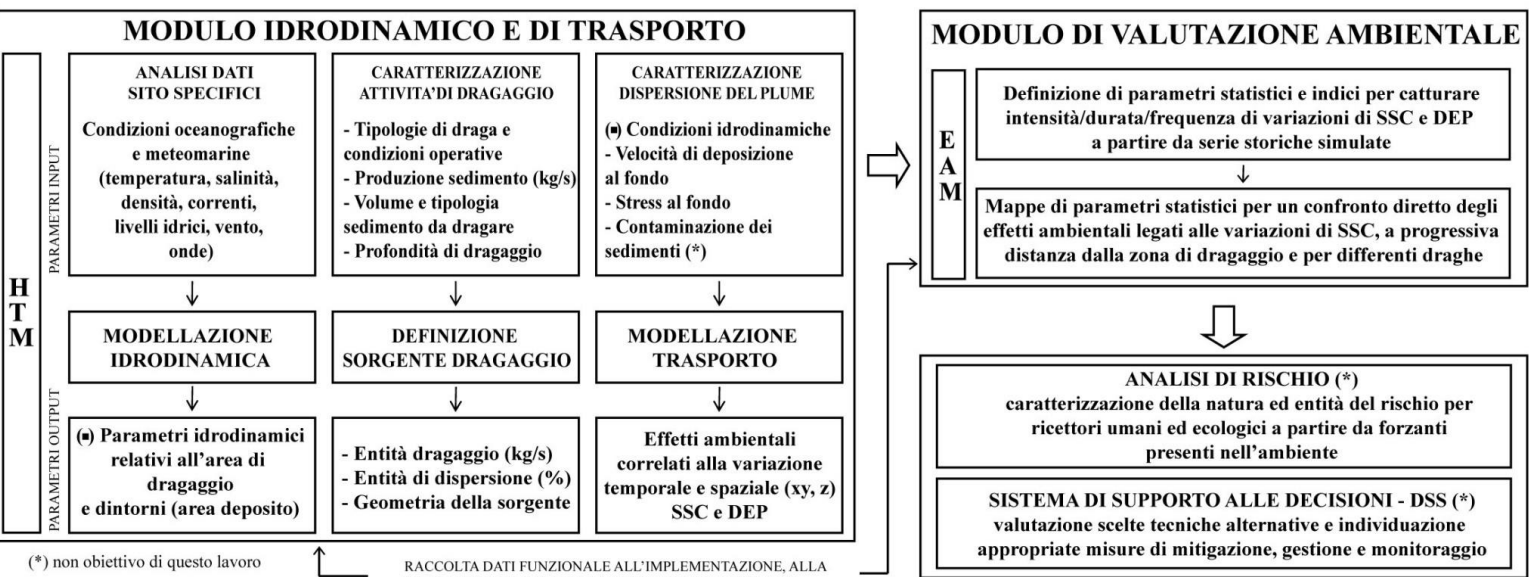 MODULO IDRODINAMICO E DI TRASPORTO
HTM
PARAMETRI INPUT
ANALISI DATI
SITO SPECIFICI
Condizioni oceanografiche
e meteomarine
(temperatura, salinità,
densità, correnti,
livelli idrici, vento,
onde)
CARATTERIZZAZIONE
ATTIVITA'DI DRAGAGGIO
- Tipologie di draga e
condizioni operative
- Produzione sedimento (kg/s)
- Volume e tipologia
sedimento da dragare
- Profondità di dragaggio
CARATTERIZZAZIONE
DISPERSIONE DEL PLUME
(▪) Condizioni idrodinamiche
- Velocità di deposizione
al fondo
- Stress al fondo
- Contaminazione dei
sedimenti (*)
MODELLAZIONE
IDRODINAMICA
DEFINIZIONE
SORGENTE DRAGAGGIO
MODELLAZIONE
TRASPORTO
PARAMETRI OUTPUT
(▪) Parametri idrodinamici
relativi all'area di
dragaggio
e dintorni (area deposito)
- Entità dragaggio (kg/s)
- Entità di dispersione (%)
- Geometria della sorgente
Effetti ambientali
correlati alla variazione
temporale e spaziale (xy, z)
SSC e DEP
(*) non obiettivo di questo lavoro
RACCOLTA DATI FUNZIONALE ALL'IMPLEMENTAZIONE, ALLA
MODULO DI VALUTAZIONE AMBIENTALE
EAM
Definizione di parametri statistici e indici per catturare
intensità/durata/frequenza di variazioni di SSC e DEP
a partire da serie storiche simulate
Mappe di parametri statistici per un confronto diretto degli
effetti ambientali legati alle variazioni di SSC, a progressiva
distanza dalla zona di dragaggio e per differenti draghe
ANALISI DI RISCHIO (*)
caratterizzazione della natura ed entità del rischio per
ricettori umani ed ecologici a partire da forzanti
presenti nell'ambiente
SISTEMA DI SUPPORTO ALLE DECISIONI - DSS (*)
valutazione scelte tecniche alternative e individuazione
appropriate misure di mitigazione, gestione e monitoraggio